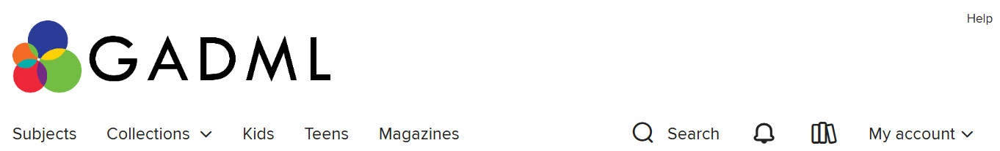 Help
GADML
Subjects Collections Kids Teens Magazines Search My account